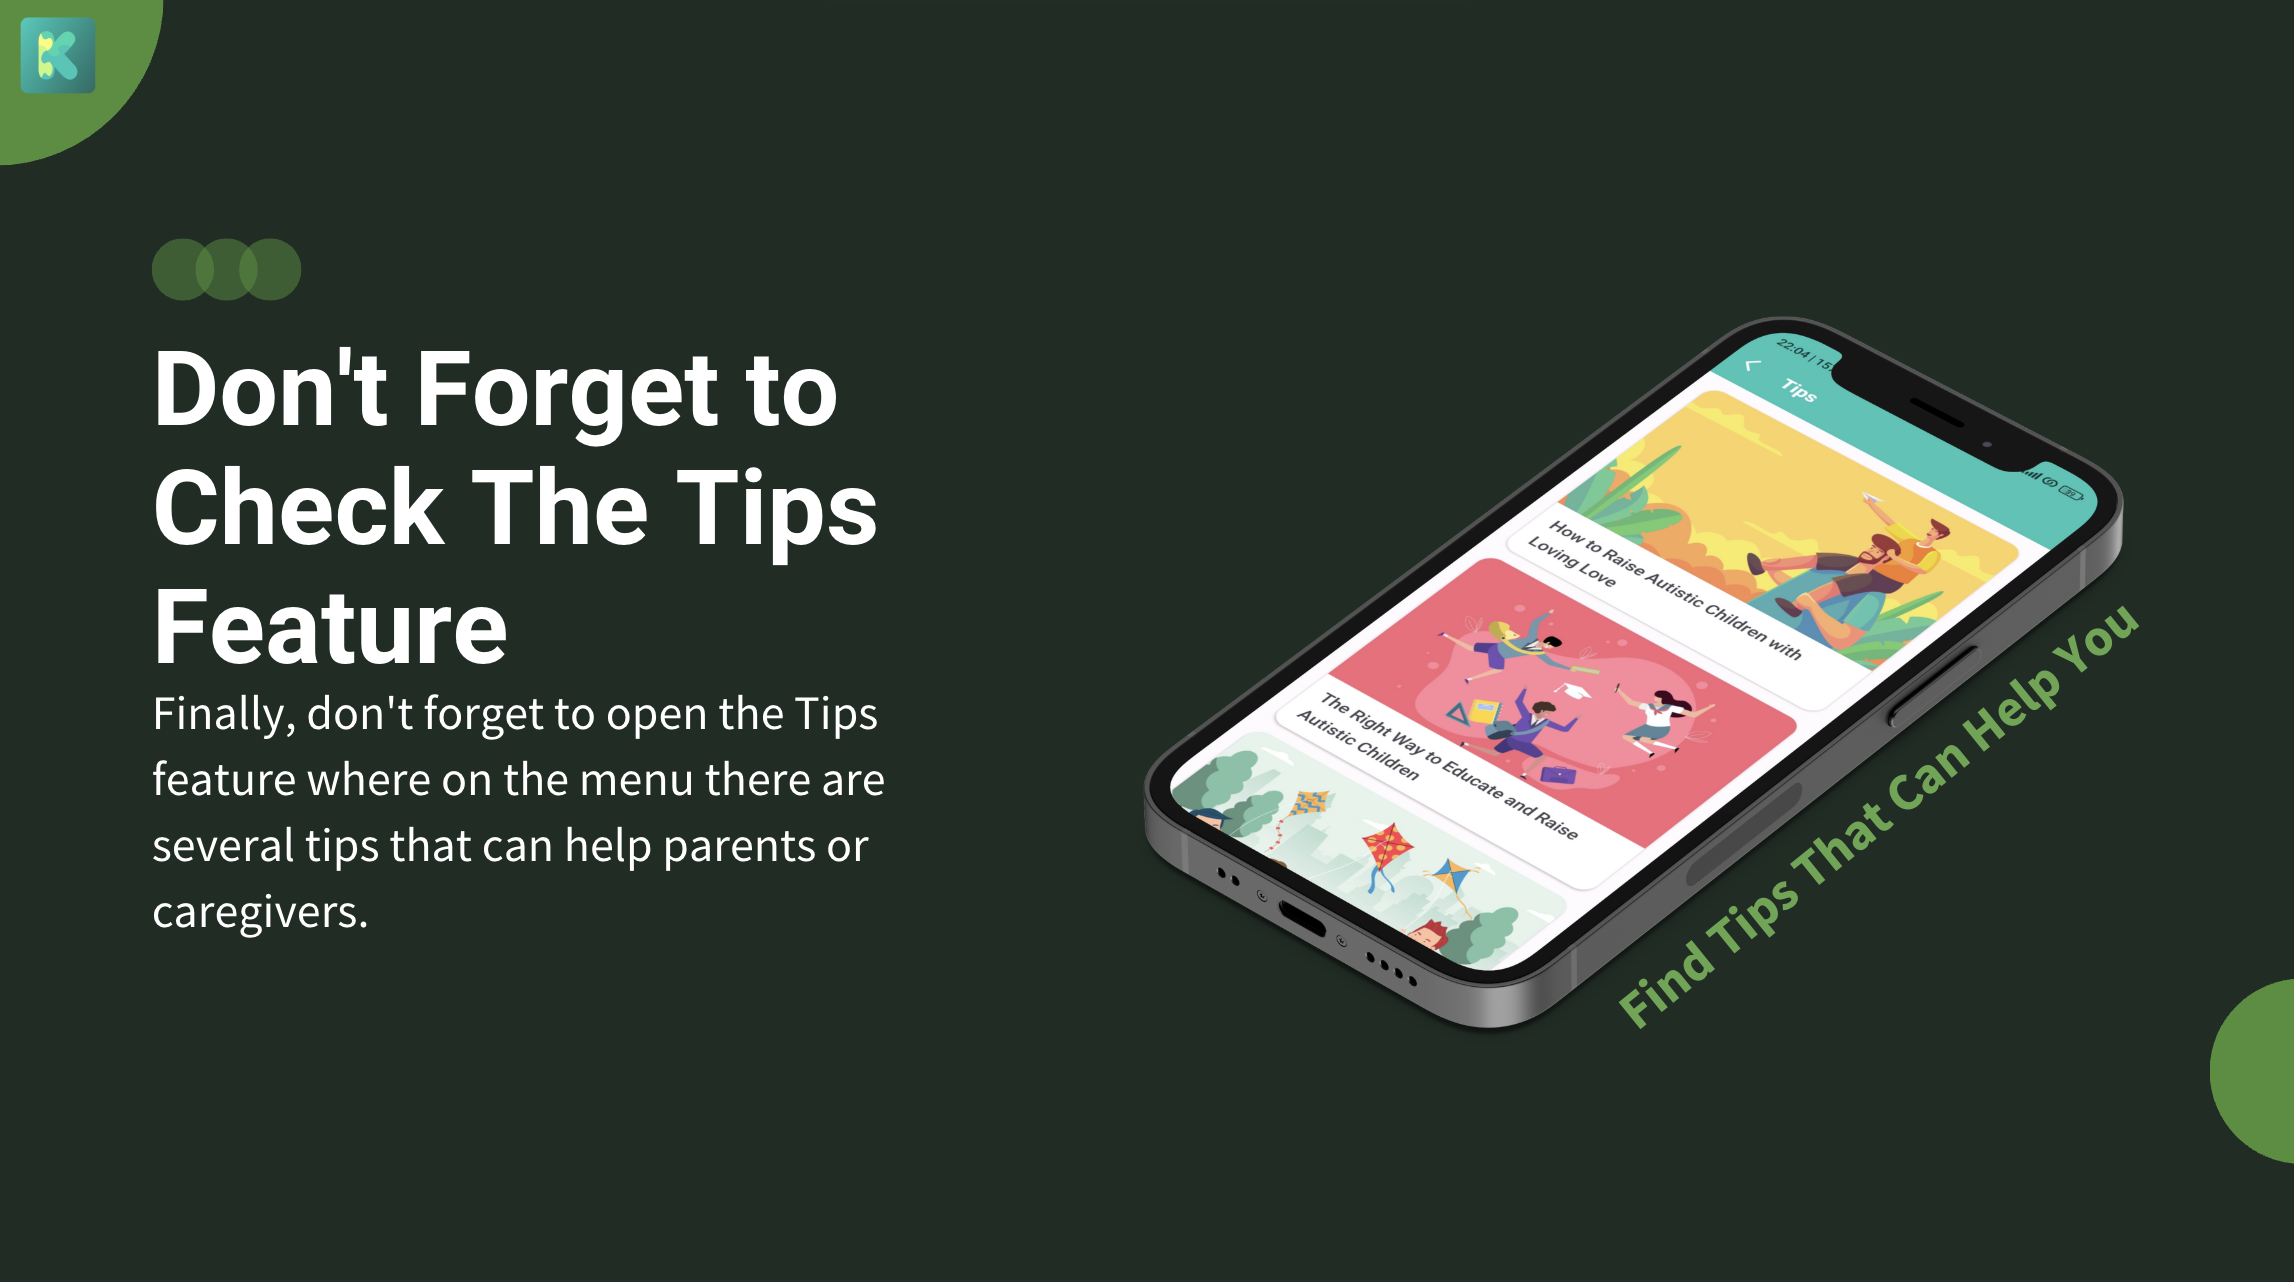 K
Don't Forget to
Check The Tips
Feature
Finally, don't forget to open the Tips
feature where on the menu there are
several tips that can help parents or
caregivers.
22:04 | 15
Tips
How to Raise Autistic Children with
Loving Love
The Right Way to Educate and Raise
Autistic Children
Find Tips That Can Help You